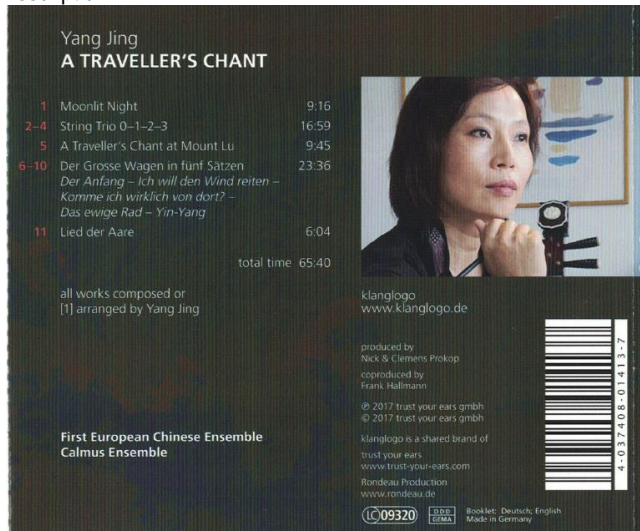 Yang Jing
A TRAVELLER'S CHANT
1 Moonlit Night 9:16
2–4 String Trio 0–1–2–3 16:59
5 A Traveller's Chant at Mount Lu 9:45
6–10 Der Grosse Wagen in fünf Sätzen 23:36
Der Anfang – Ich will den Wind reiten –
Komme ich wirklich von dort? –
Das ewige Rad – Yin-Yang
11 Lied der Aare 6:04
total time 65:40
all works composed or
[1] arranged by Yang Jing
First European Chinese Ensemble
Calmus Ensemble
klanglogo
www.klanglogo.de
produced by
Nick & Clemens Prokop
coproduced by
Frank Hallmann
℗ 2017 trust your ears gmbh
© 2017 trust your ears gmbh
klanglogo is a shared brand of
trust your ears
www.trust-your-ears.com
Rondeau Production
www.rondeau.de
LC 09320
DDD
GEMA
Booklet: Deutsch; English
Made in Germany
4-037408-01413-7